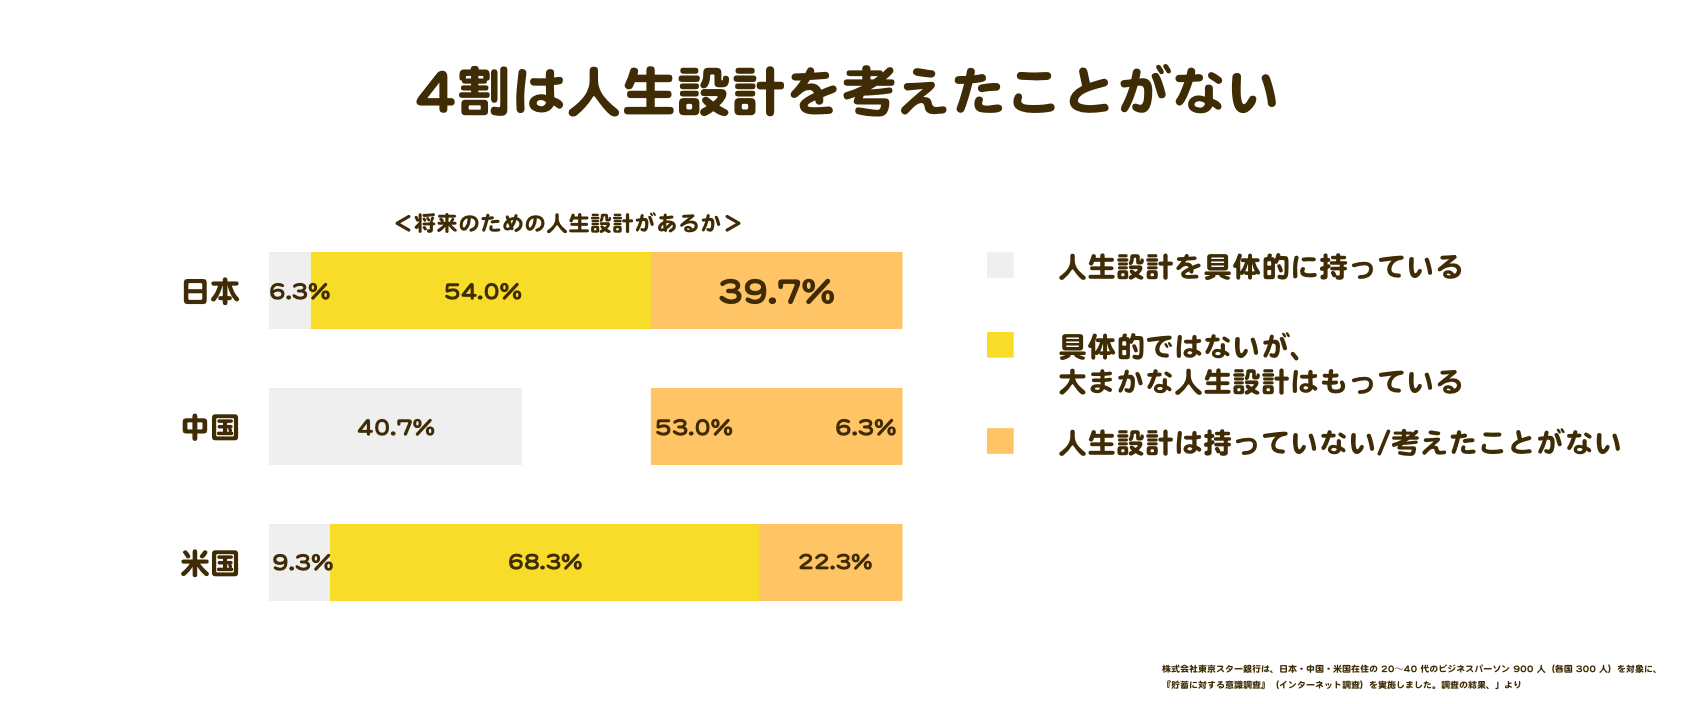 4割は人生設計を考えたことがない
＜将来のための人生設計があるか＞
日本
6.3%
54.0%
39.7%
中国
40.7%
53.0%
6.3%
米国
9.3%
68.3%
22.3%
人生設計を具体的に持っている
具体的ではないが、
大まかな人生設計はもっている
人生設計は持っていない/考えたことがない
株式会社東京スター銀行は、日本・中国・米国在住の 20〜40 代のビジネスパーソン 900 人（各国 300 人）を対象に、
『貯蓄に対する意識調査』（インターネット調査）を実施しました。調査の結果、」より